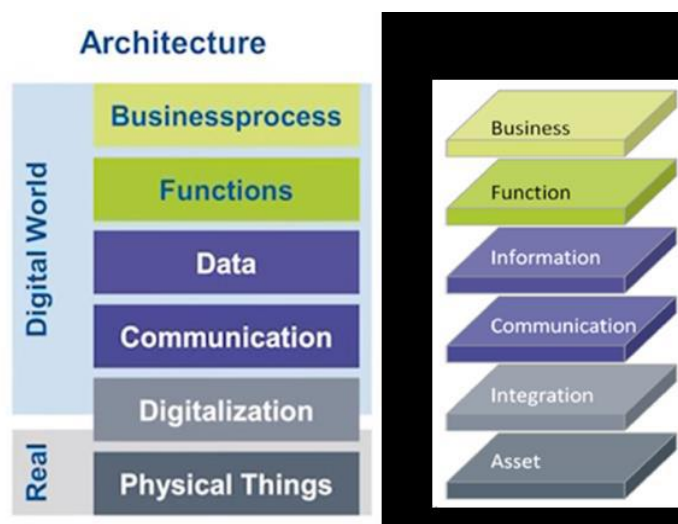 Architecture
Digital World
Businessprocess
Functions
Data
Communication
Digitalization
Real
Physical Things
Business
Function
Information
Communication
Integration
Asset